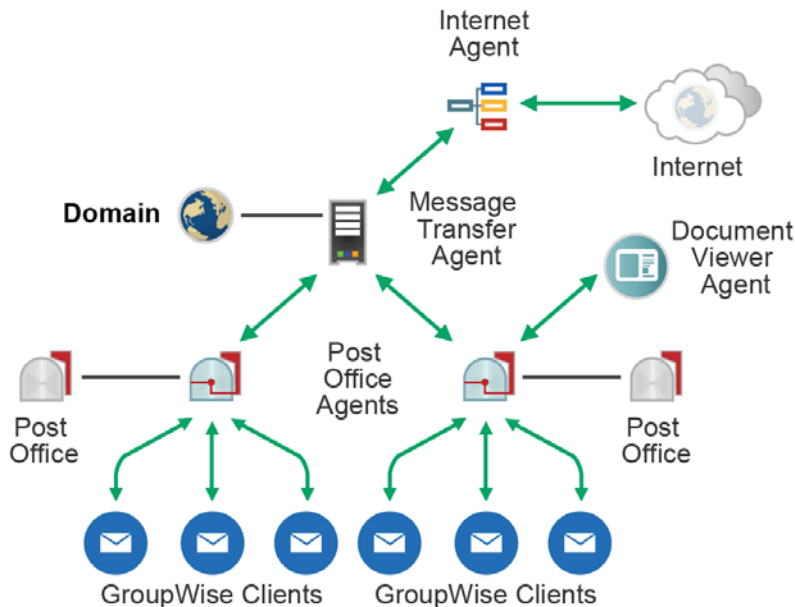 Internet
Agent
Internet
Domain
Message
Transfer
Agent
Document
Viewer
Agent
Post
Office
Post
Office
Agents
Post
Office
GroupWise Clients
GroupWise Clients